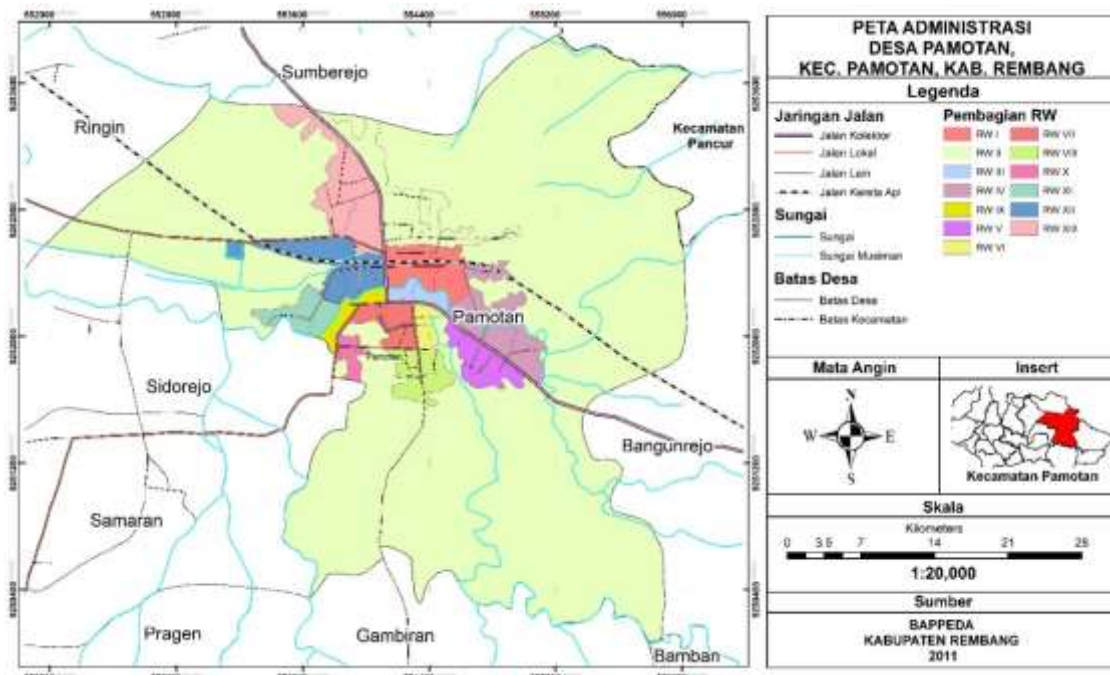 PETA ADMINISTRASI
DESA PAMOTAN,
KEC. PAMOTAN, KAB. REMBANG
Legenda
Jaringan Jalan
Jalan Kolektor
Jalan Lokal
Jalan Lain
Jalan Kereta Api
Sungai
Sungai
Sungai Musiman
Batas Desa
Batas Desa
Batas Kecamatan
Pembagian RW
RW I
RW II
RW III
RW IV
RW IX
RW V
RW VI
RW VII
RW VIII
RW X
RW XI
RW XII
RW XIII
Mata Angin
N
W
E
S
Insert
Kecamatan Pamotan
Skala
Kilometers
0 3.5 7 14 21 28
1:20,000
Sumber
BAPPEDA
KABUPATEN REMBANG
2011
Sumberejo
Ringin
Kecamatan
Pancur
Pamotan
Pamotan
Sidorejo
Bangunrejo
Samaran
Pragen
Gambiran
Bamban